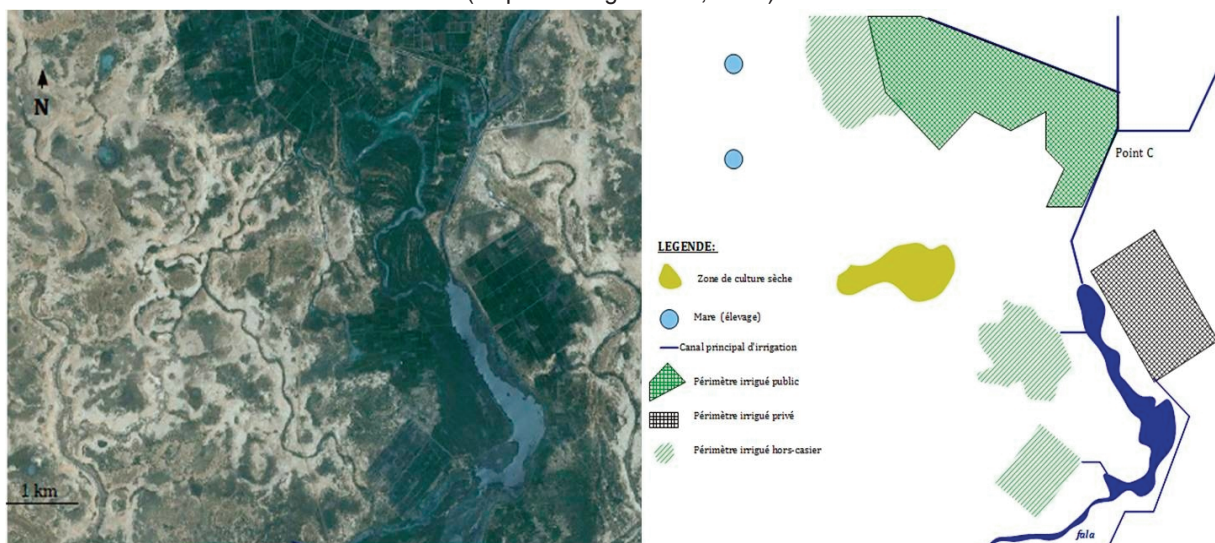 N
1 km
Point C
LEGENDE:
Zone de culture sèche
Mare (élevage)
Canal principal d'irrigation
Périmètre irrigué public
Périmètre irrigué privé
Périmètre irrigué hors-casier
fala